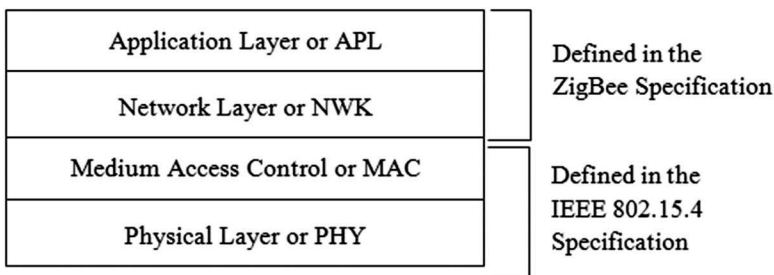 Application Layer or APL
Network Layer or NWK
Medium Access Control or MAC
Physical Layer or PHY
Defined in the
ZigBee Specification
Defined in the
IEEE 802.15.4
Specification